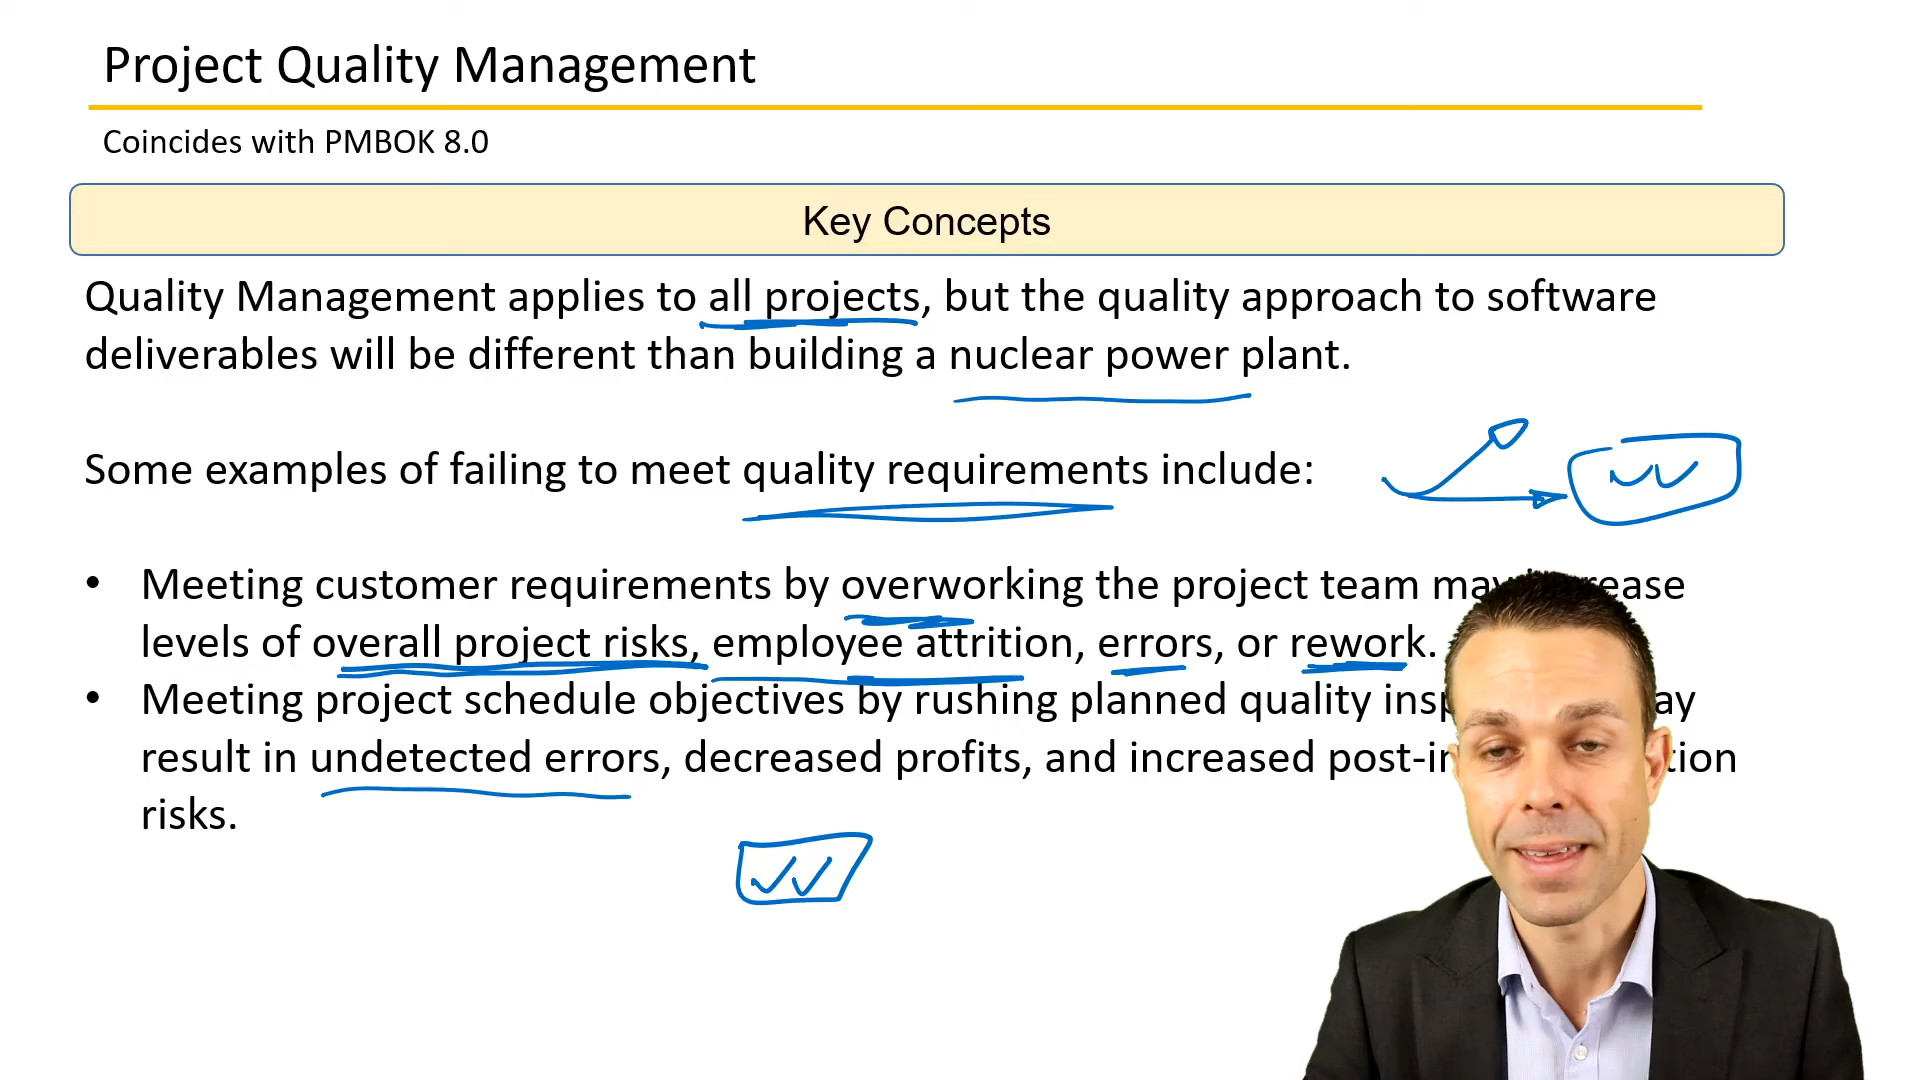 Project Quality Management
Coincides with PMBOK 8.0
Key Concepts
Quality Management applies to all projects, but the quality approach to software
deliverables will be different than building a nuclear power plant.
Some examples of failing to meet quality requirements include:
• Meeting customer requirements by overworking the project team may increase
levels of overall project risks, employee attrition, errors, or rework.
• Meeting project schedule objectives by rushing planned quality
result in undetected errors, decreased profits, and increased
risks.